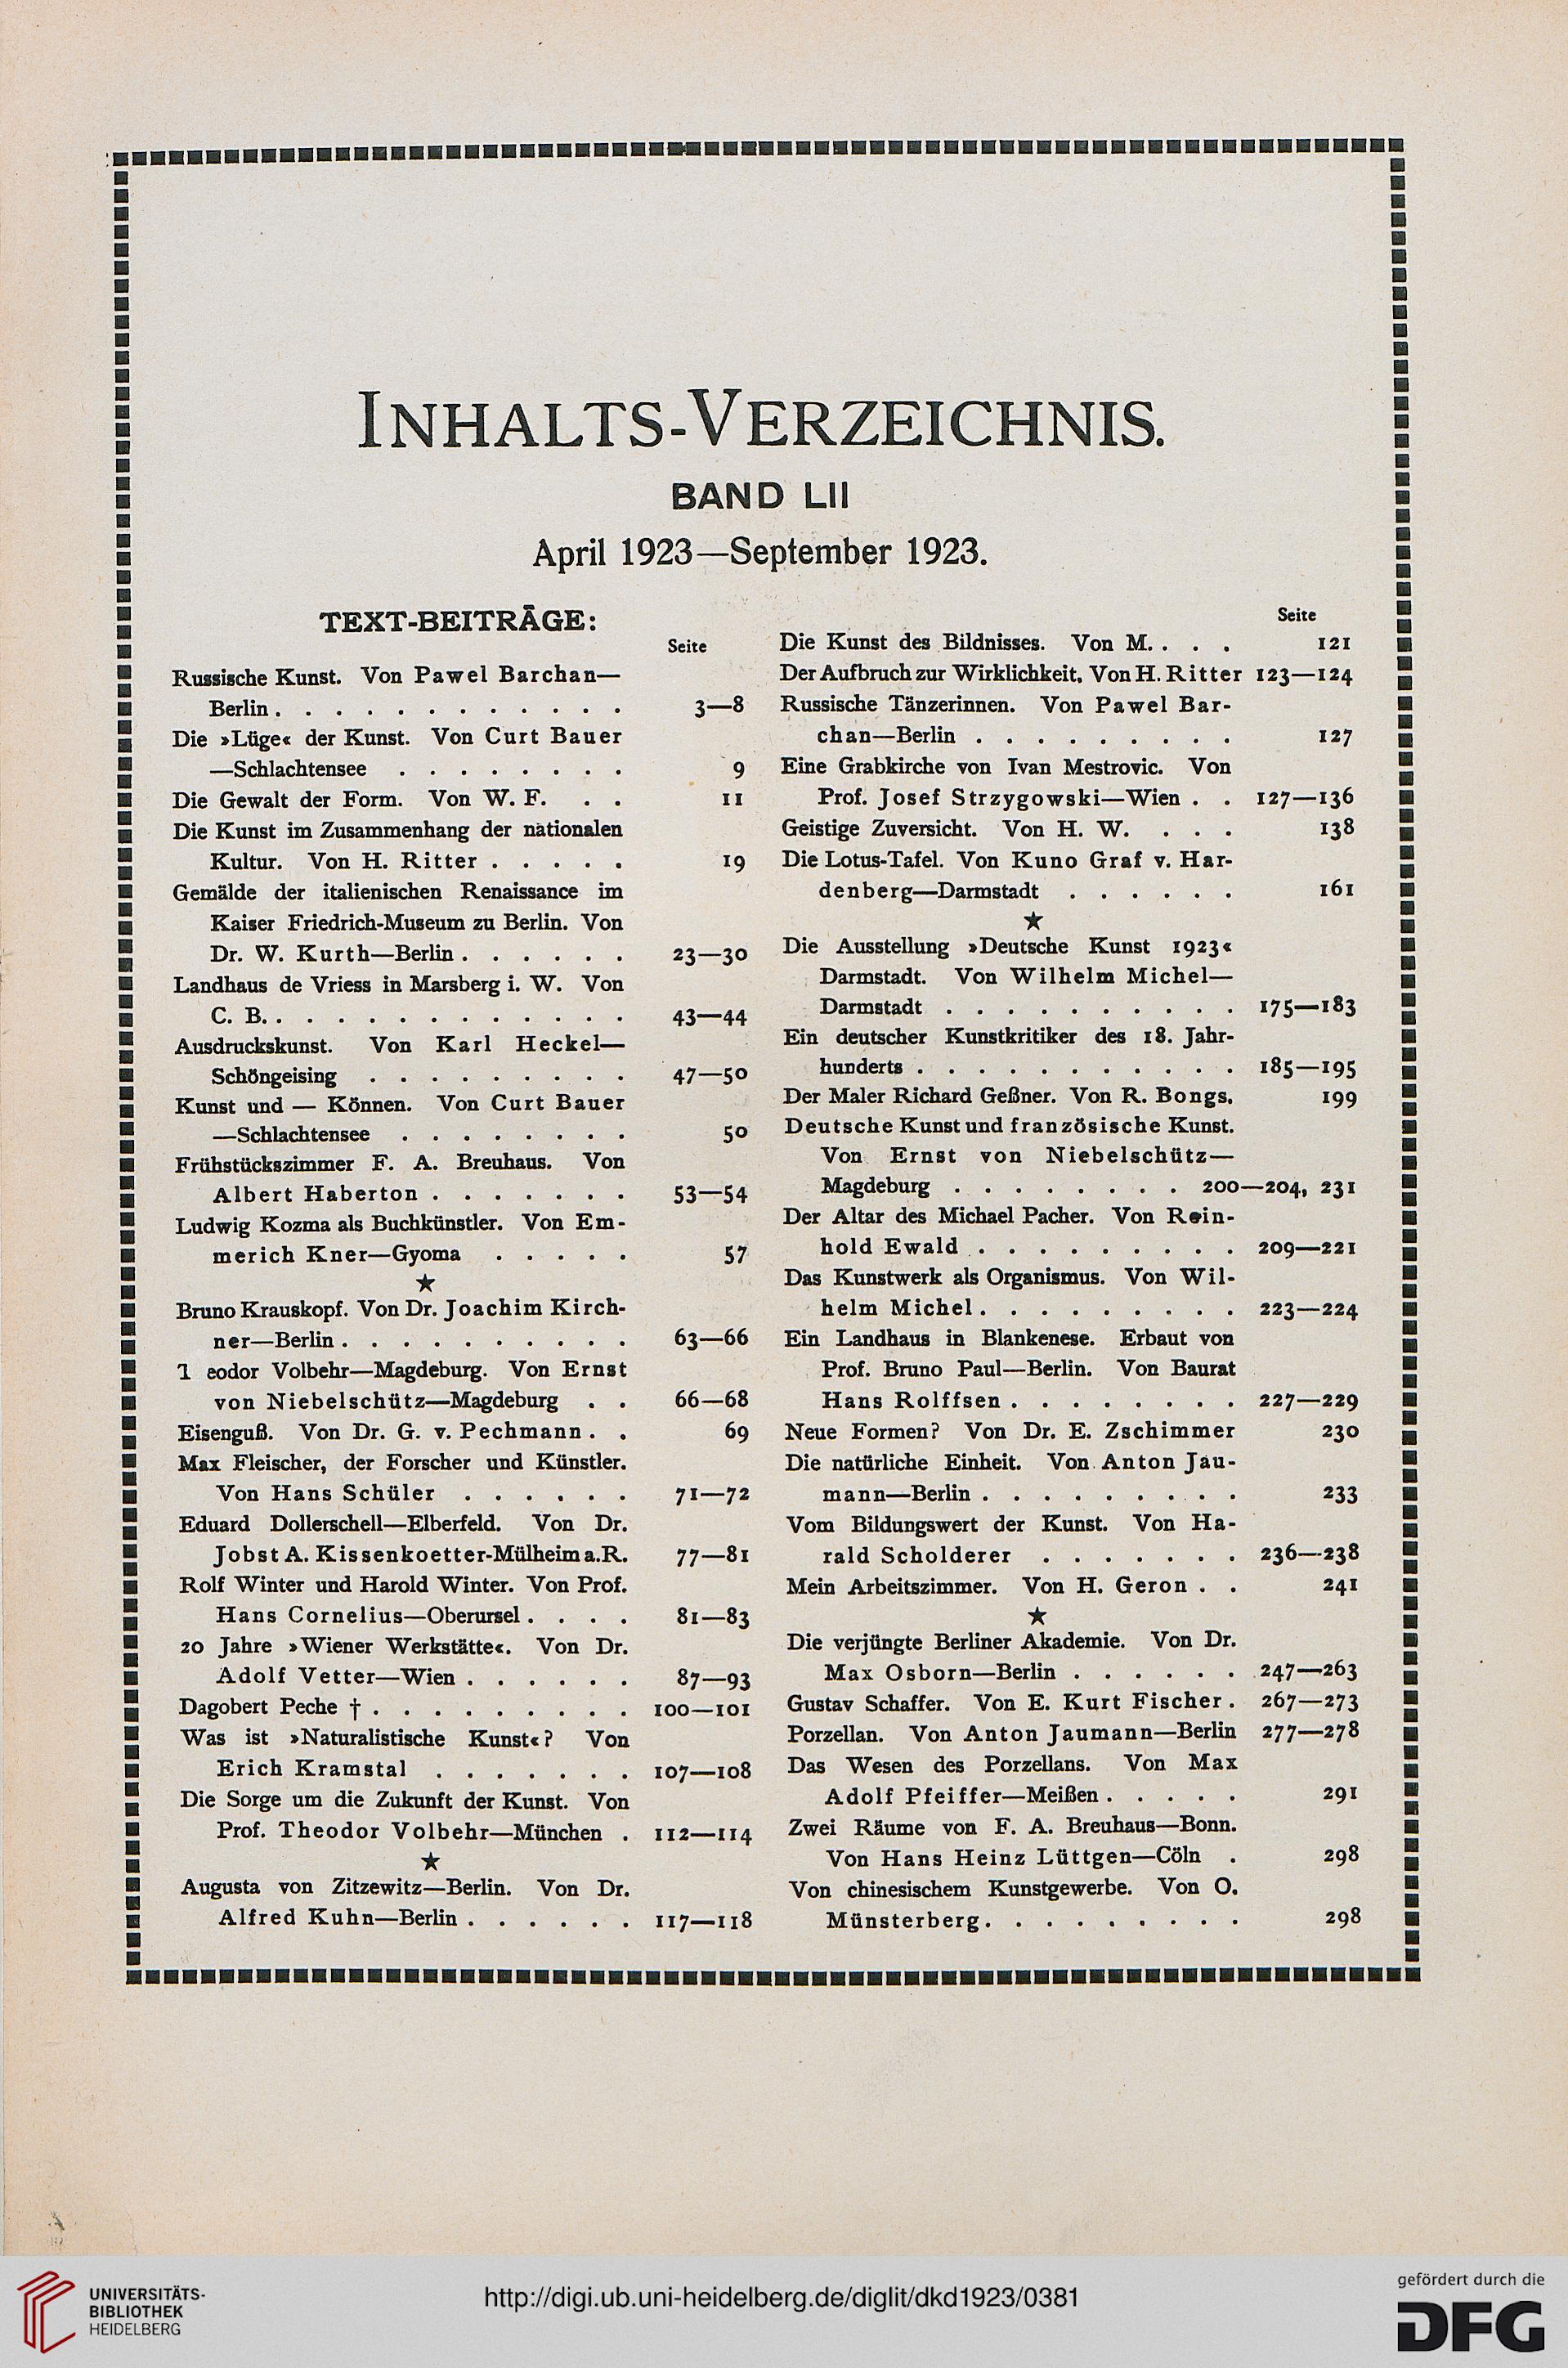 INHALTS-VERZEICHNIS.
BAND LII
April 1923—September 1923.
TEXT-BEITRÄGE:
Seite
Russische Kunst. Von Pawel Barchan—
Berlin . . . . . . . . . . . . 3—8
Die »Lüge« der Kunst. Von Curt Bauer
—Schlachtensee . . . . . . . . 9
Die Gewalt der Form. Von W. F. . . 11
Die Kunst im Zusammenhang der nationalen
Kultur. Von H. Ritter . . . . . 19
Gemälde der italienischen Renaissance im
Kaiser Friedrich-Museum zu Berlin. Von
Dr. W. Kurth—Berlin . . . . . . 23—30
Landhaus de Vriess in Marsberg i. W. Von
C. B. . . . . . . . . . . . . 43—44
Ausdruckskunst. Von Karl Heckel—
Schöngeising . . . . . . . . . 47—50
Kunst und — Können. Von Curt Bauer
—Schlachtensee . . . . . . . . 50
Frühstückszimmer F. A. Breuhaus. Von
Albert Haberton . . . . . . . 53—54
Ludwig Kozma als Buchkünstler. Von Em-
merich Kner—Gyoma . . . . . 57
★
Bruno Krauskopf. Von Dr. Joachim Kirch-
ner—Berlin . . . . . . . . . . 63—66
eodor Volbehr—Magdeburg. Von Ernst
von Niebelschütz—Magdeburg . . 66—68
Eisenguß. Von Dr. G. v. Pechmann . . 69
Max Fleischer, der Forscher und Künstler.
Von Hans Schüler . . . . . . 71—72
Eduard Dollerschell—Elberfeld. Von Dr.
Jobst A. Kissenkoetter-Mülheim a.R. 77—81
Rolf Winter und Harold Winter. Von Prof.
Hans Cornelius—Oberursel . . . . 81—83
20 Jahre »Wiener Werkstätte«. Von Dr.
Adolf Vetter—Wien . . . . . . 87—93
Dagobert Peche † . . . . . . . . . 100—101
Was ist »Naturalistische Kunst«? Von
Erich Kramstal . . . . . . . 107—108
Die Sorge um die Zukunft der Kunst. Von
Prof. Theodor Volbehr—München . 112—114
★
Augusta von Zitzewitz—Berlin. Von Dr.
Alfred Kuhn—Berlin . . . . . . 117—118
Seite
Die Kunst des Bildnisses. Von M. . . . 121
Der Aufbruch zur Wirklichkeit. Von H. Ritter 123—124
Russische Tänzerinnen. Von Pawel Bar-
chan—Berlin . . . . . . . . . 127
Eine Grabkirche von Ivan Mestrovic. Von
Prof. Josef Strzygowski—Wien . . 127—136
Geistige Zuversicht. Von H. W. . . . 138
Die Lotus-Tafel. Von Kuno Graf v. Har-
denberg—Darmstadt . . . . . . 161
★
Die Ausstellung »Deutsche Kunst 1923«
Darmstadt. Von Wilhelm Michel—
Darmstadt . . . . . . . . . . 175—183
Ein deutscher Kunstkritiker des 18. Jahr-
hunderts . . . . . . . . . . . 185—195
Der Maler Richard Geßner. Von R. Bongs. 199
Deutsche Kunst und französische Kunst.
Von Ernst von Niebelschütz—
Magdeburg . . . . . . . . 200—204, 231
Der Altar des Michael Pacher. Von Rein-
hold Ewald . . . . . . . . . 209—221
Das Kunstwerk als Organismus. Von Wil-
helm Michel . . . . . . . . . 223—224
Ein Landhaus in Blankenese. Erbaut von
Prof. Bruno Paul—Berlin. Von Baurat
Hans Rolffsen . . . . . . . . 227—229
Neue Formen? Von Dr. E. Zschimmer 230
Die natürliche Einheit. Von Anton Jau-
mann—Berlin . . . . . . . . . 233
Vom Bildungswert der Kunst. Von Ha-
rald Scholderer . . . . . . . 236—238
Mein Arbeitszimmer. Von H. Geron . . 241
★
Die verjüngte Berliner Akademie. Von Dr.
Max Osborn—Berlin . . . . . . 247—263
Gustav Schaffer. Von E. Kurt Fischer . 267—273
Porzellan. Von Anton Jaumann—Berlin 277—278
Das Wesen des Porzellans. Von Max
Adolf Pfeiffer—Meißen . . . . . 291
Zwei Räume von F. A. Breuhaus—Bonn.
Von Hans Heinz Lüttgen—Cöln . 298
Von chinesischem Kunstgewerbe. Von O.
Münsterberg . . . . . . . . . 298
UNIVERSITÄTS-
BIBLIOTHEK
HEIDELBERG
http://digi.ub.uni-heidelberg.de/diglit/dkd1923/0381
gefördert durch die
DFG